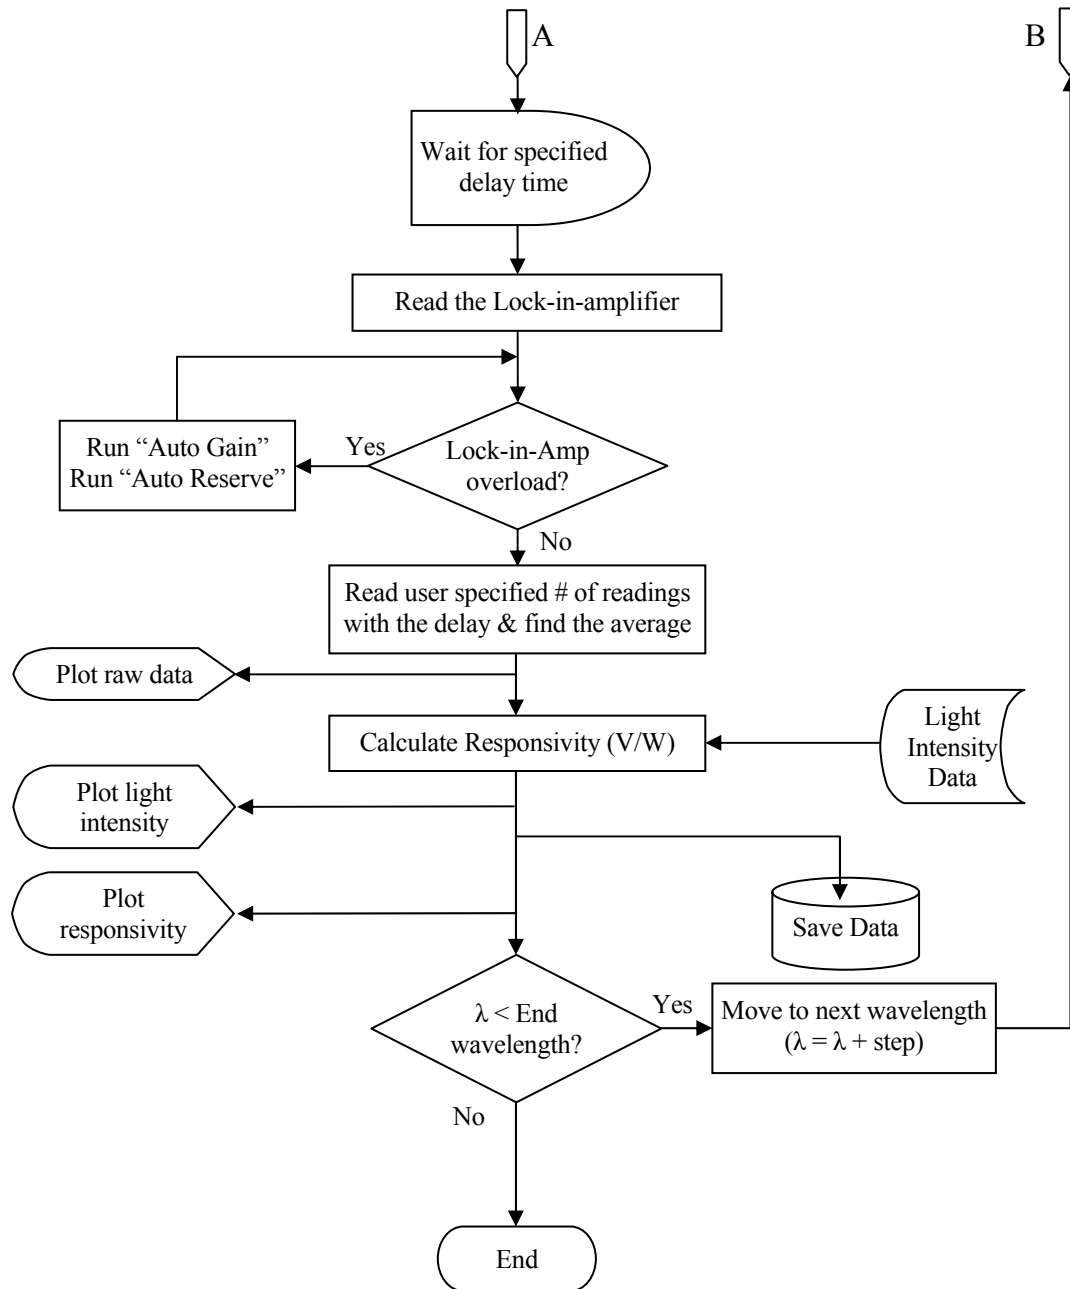 A
B
Wait for specified
delay time
Read the Lock-in-amplifier
Run “Auto Gain”
Run “Auto Reserve”
Yes
Lock-in-Amp
overload?
No
Read user specified # of readings
with the delay & find the average
Plot raw data
Calculate Responsivity (V/W)
Light
Intensity
Data
Plot light
intensity
Plot
responsivity
Save Data
λ < End
wavelength?
Yes
Move to next wavelength
(λ = λ + step)
No
End